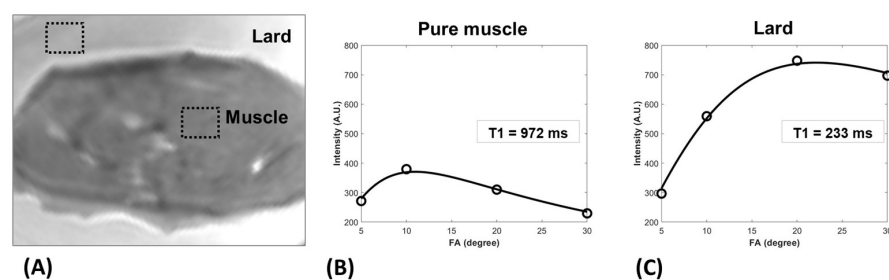 Lard
Muscle
(A)
Pure muscle
Intensity (A.U.)
800
700
600
500
400
300
200
T1 = 972 ms
5
10
15
20
25
30
FA (degree)
(B)
Lard
Intensity (A.U.)
800
700
600
500
400
300
200
T1 = 233 ms
5
10
15
20
25
30
FA (degree)
(C)